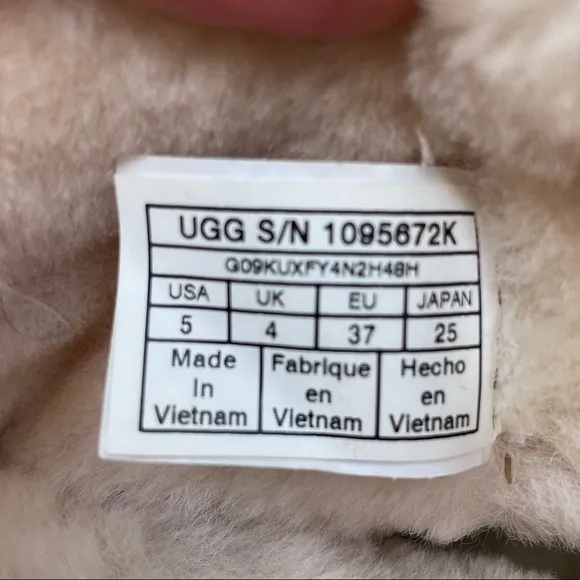 UGG S/N 1095672K
G09KUXFY4N2H48H
USA UK EU JAPAN
5 4 37 25
Made Fabrique Hecho
In en en
Vietnam Vietnam Vietnam